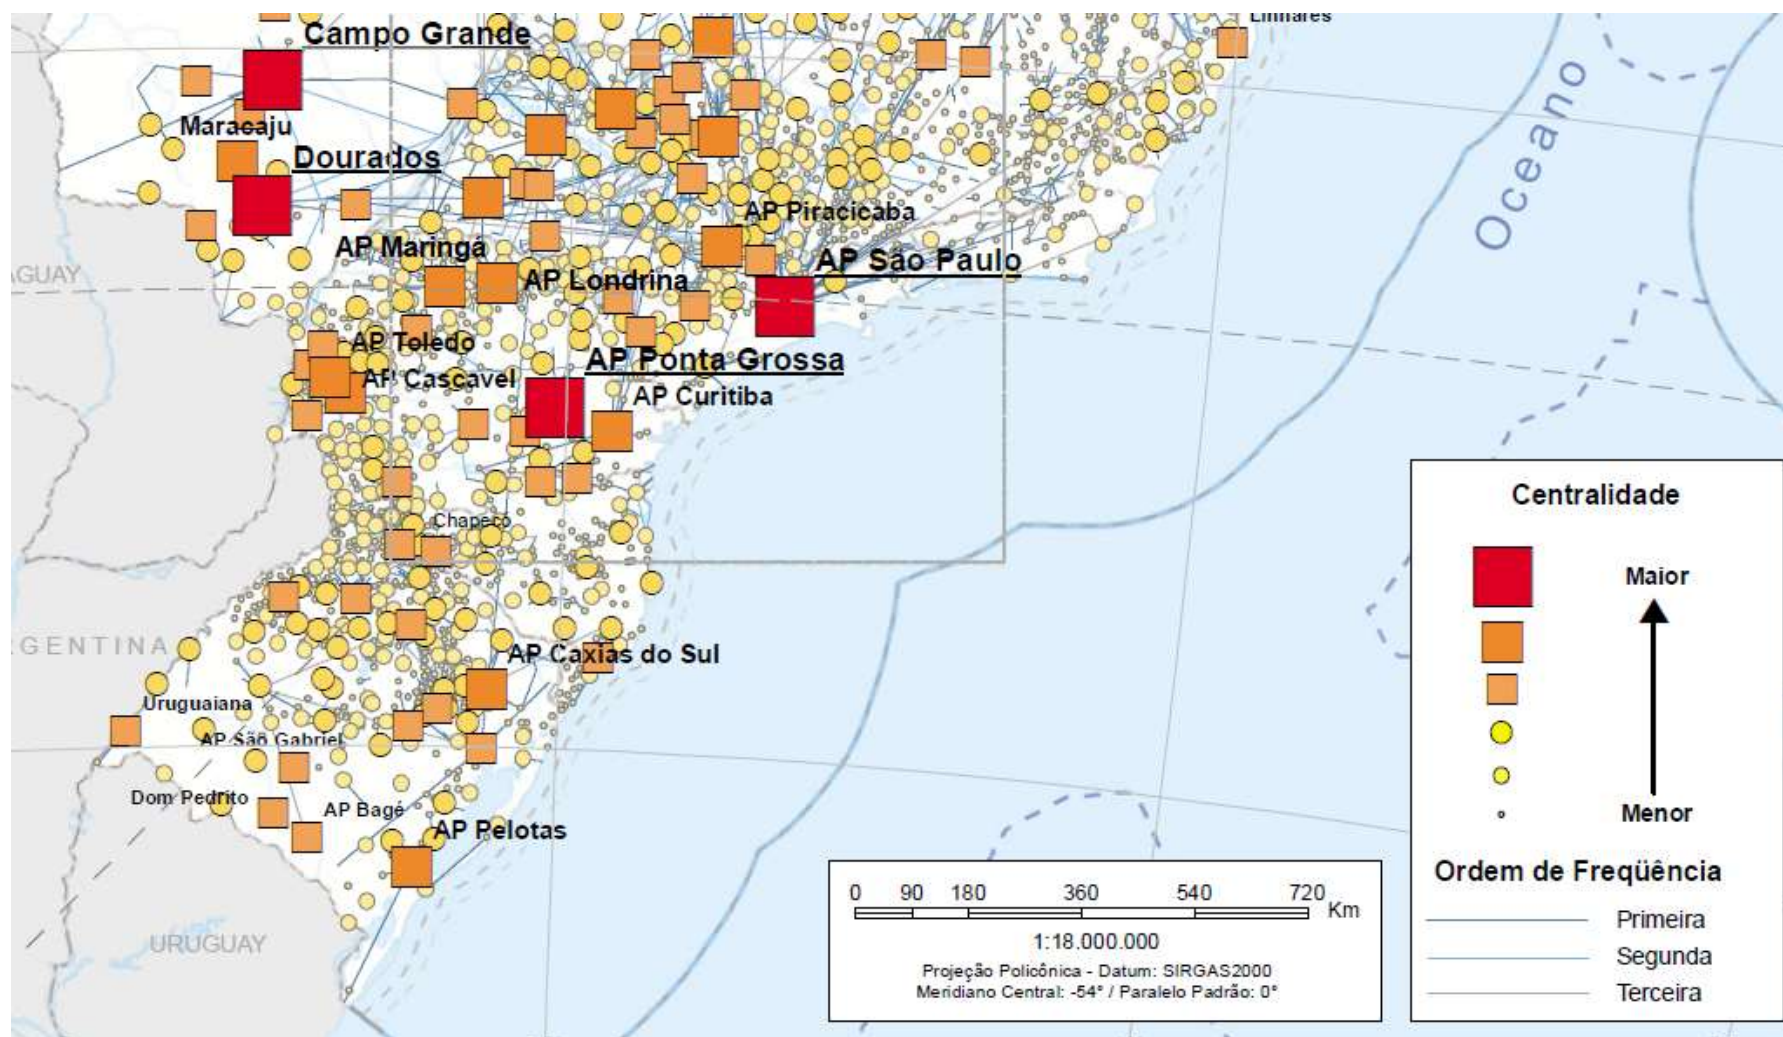 Linhares
Campo Grande
Maracaju
Dourados
AP Piracicaba
AP Maringá
AP São Paulo
AGUAY
AP Londrina
AP Toledo
AP Ponta Grossa
AP Cascavel
AP Curitiba
Chapecó
RGENTINA
AP Caxias do Sul
Uruguaiana
AP São Gabriel
Dom Pedrito
AP Bagé
AP Pelotas
URUGUAY
Oceano
Centralidade
Maior
Menor
Ordem de Freqüência
Primeira
Segunda
Terceira
0 90 180 360 540 720
Km
1:18.000.000
Projeção Policônica - Datum: SIRGAS2000
Meridiano Central: -54° / Paralelo Padrão: 0°